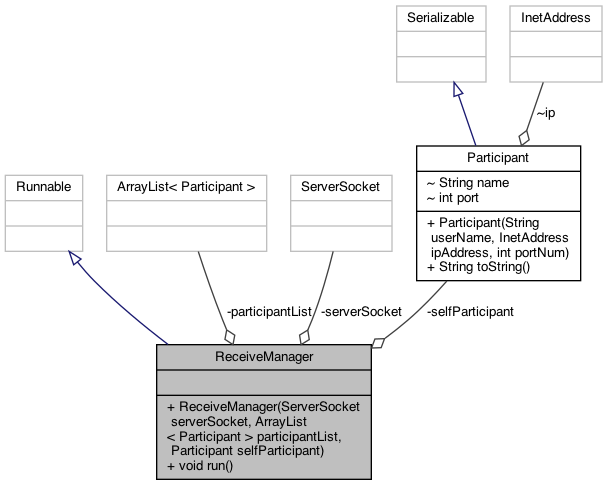 Serializable
InetAddress
~ip
Participant
~ String name
~ int port
+ Participant(String
userName, InetAddress
ipAddress, int portNum)
+ String toString()
Runnable
ArrayList< Participant >
ServerSocket
-participantList
-serverSocket
-selfParticipant
ReceiveManager
+ ReceiveManager(ServerSocket
serverSocket, ArrayList
< Participant > participantList,
Participant selfParticipant)
+ void run()